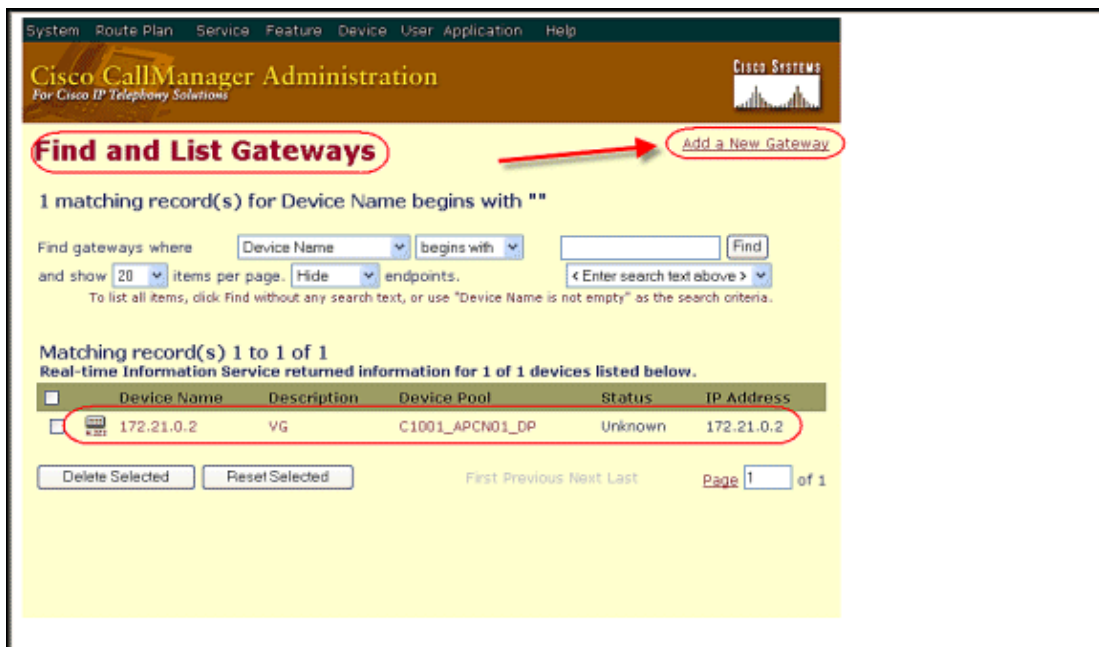 System Route Plan Service Feature Device User Application Help
Cisco CallManager Administration
For Cisco IP Telephony Solutions
CISCO SYSTEMS
Find and List Gateways
Add a New Gateway
1 matching record(s) for Device Name begins with ""
Find gateways where Device Name begins with Find
and show 20 items per page. Hide endpoints. < Enter search text above >
To list all items, click Find without any search text, or use "Device Name is not empty" as the search criteria.
Matching record(s) 1 to 1 of 1
Real-time Information Service returned information for 1 of 1 devices listed below.
Device Name Description Device Pool Status IP Address
H.323 172.21.0.2 VG C1001_APCN01_DP Unknown 172.21.0.2
Delete Selected Reset Selected First Previous Next Last Page 1 of 1